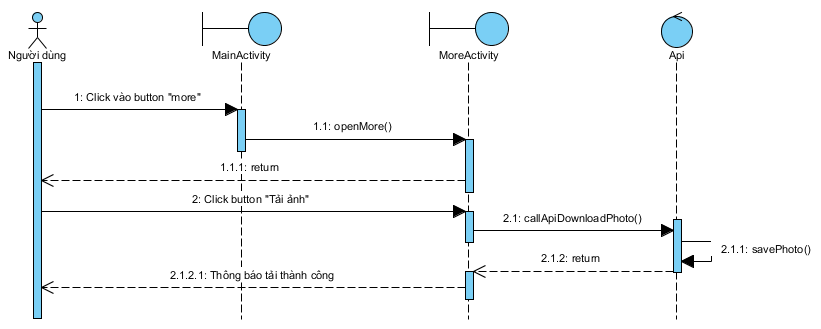 Người dùng
MainActivity
MoreActivity
Api
1: Click vào button "more"
1.1: openMore()
1.1.1: return
2: Click button "Tải ảnh"
2.1: callApiDownloadPhoto()
2.1.1: savePhoto()
2.1.2: return
2.1.2.1: Thông báo tải thành công